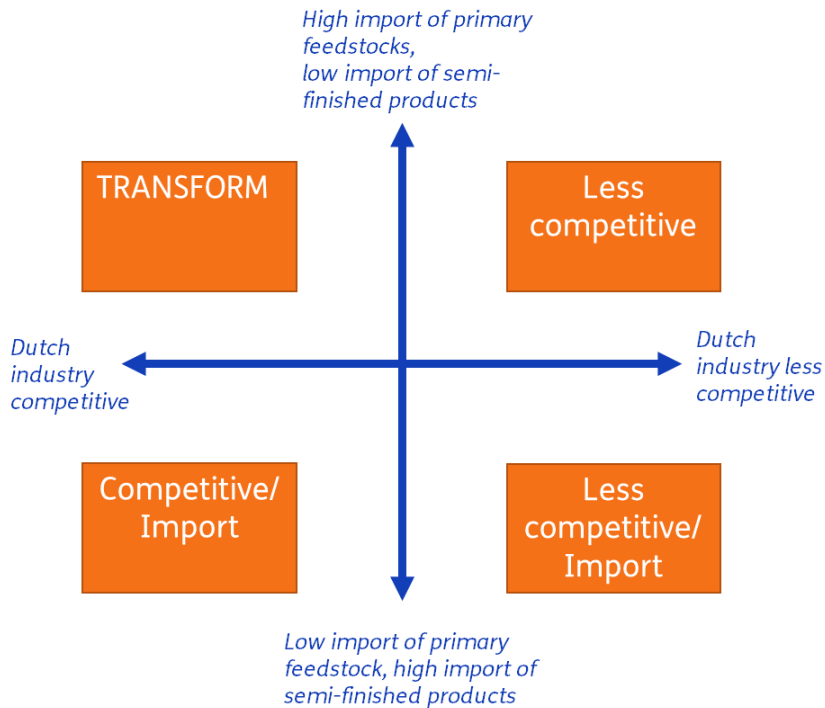 High import of primary
feedstocks,
low import of semi-
finished products
TRANSFORM
Less
competitive
Dutch
industry
competitive
Dutch
industry less
competitive
Competitive/
Import
Less
competitive/
Import
Low import of primary
feedstock, high import of
semi-finished products